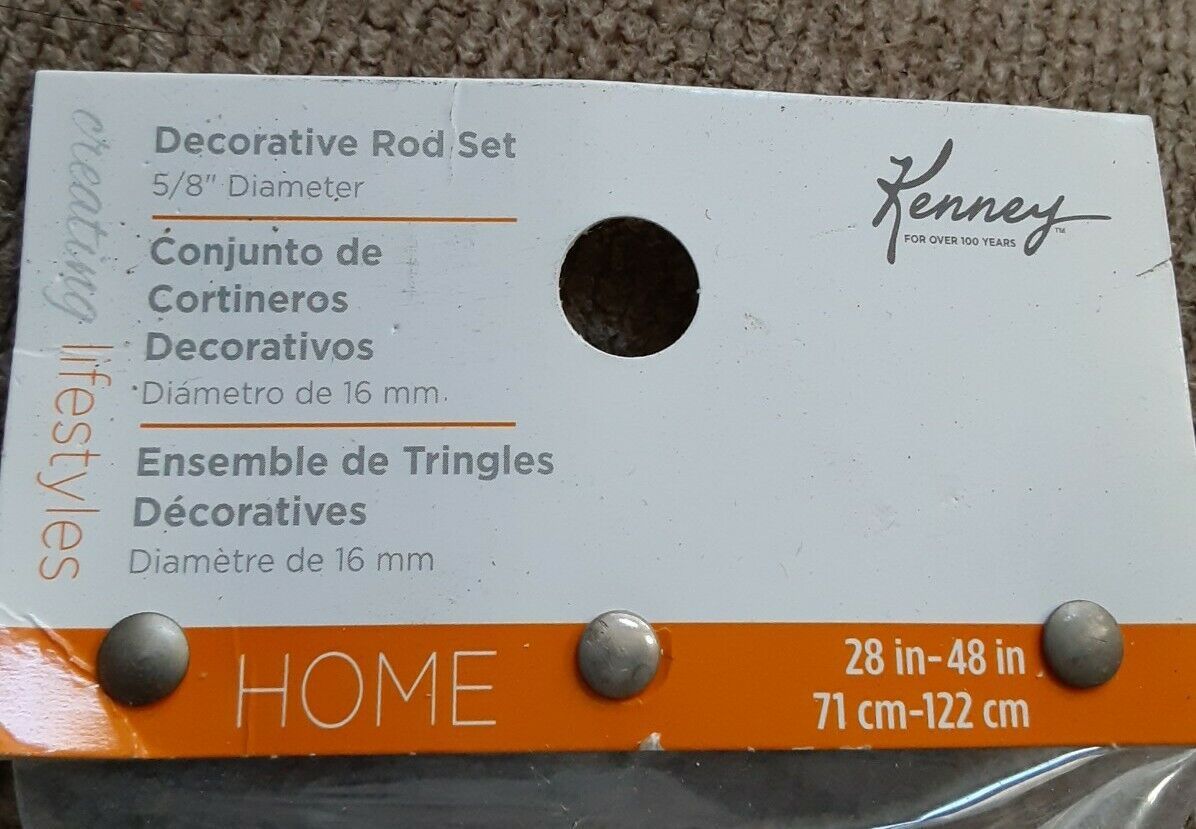 creating lifestyles
Decorative Rod Set
5/8" Diameter
Conjunto de
Cortineros
Decorativos
Diámetro de 16 mm
Ensemble de Tringles
Décoratives
Diamètre de 16 mm
Kenney™
FOR OVER 100 YEARS
HOME
28 in-48 in
71 cm-122 cm